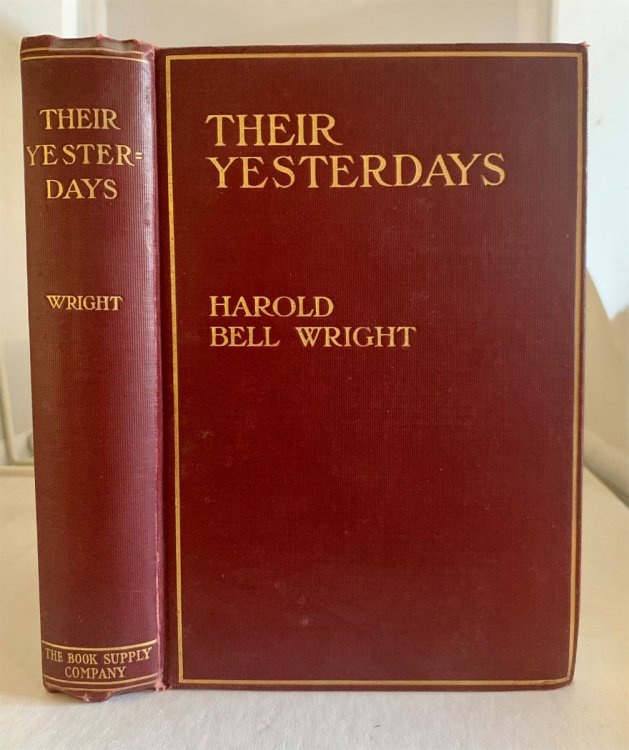 THEIR
YESTER=
DAYS
WRIGHT
THE BOOK SUPPLY
COMPANY
THEIR
YESTERDAYS
HAROLD
BELL WRIGHT